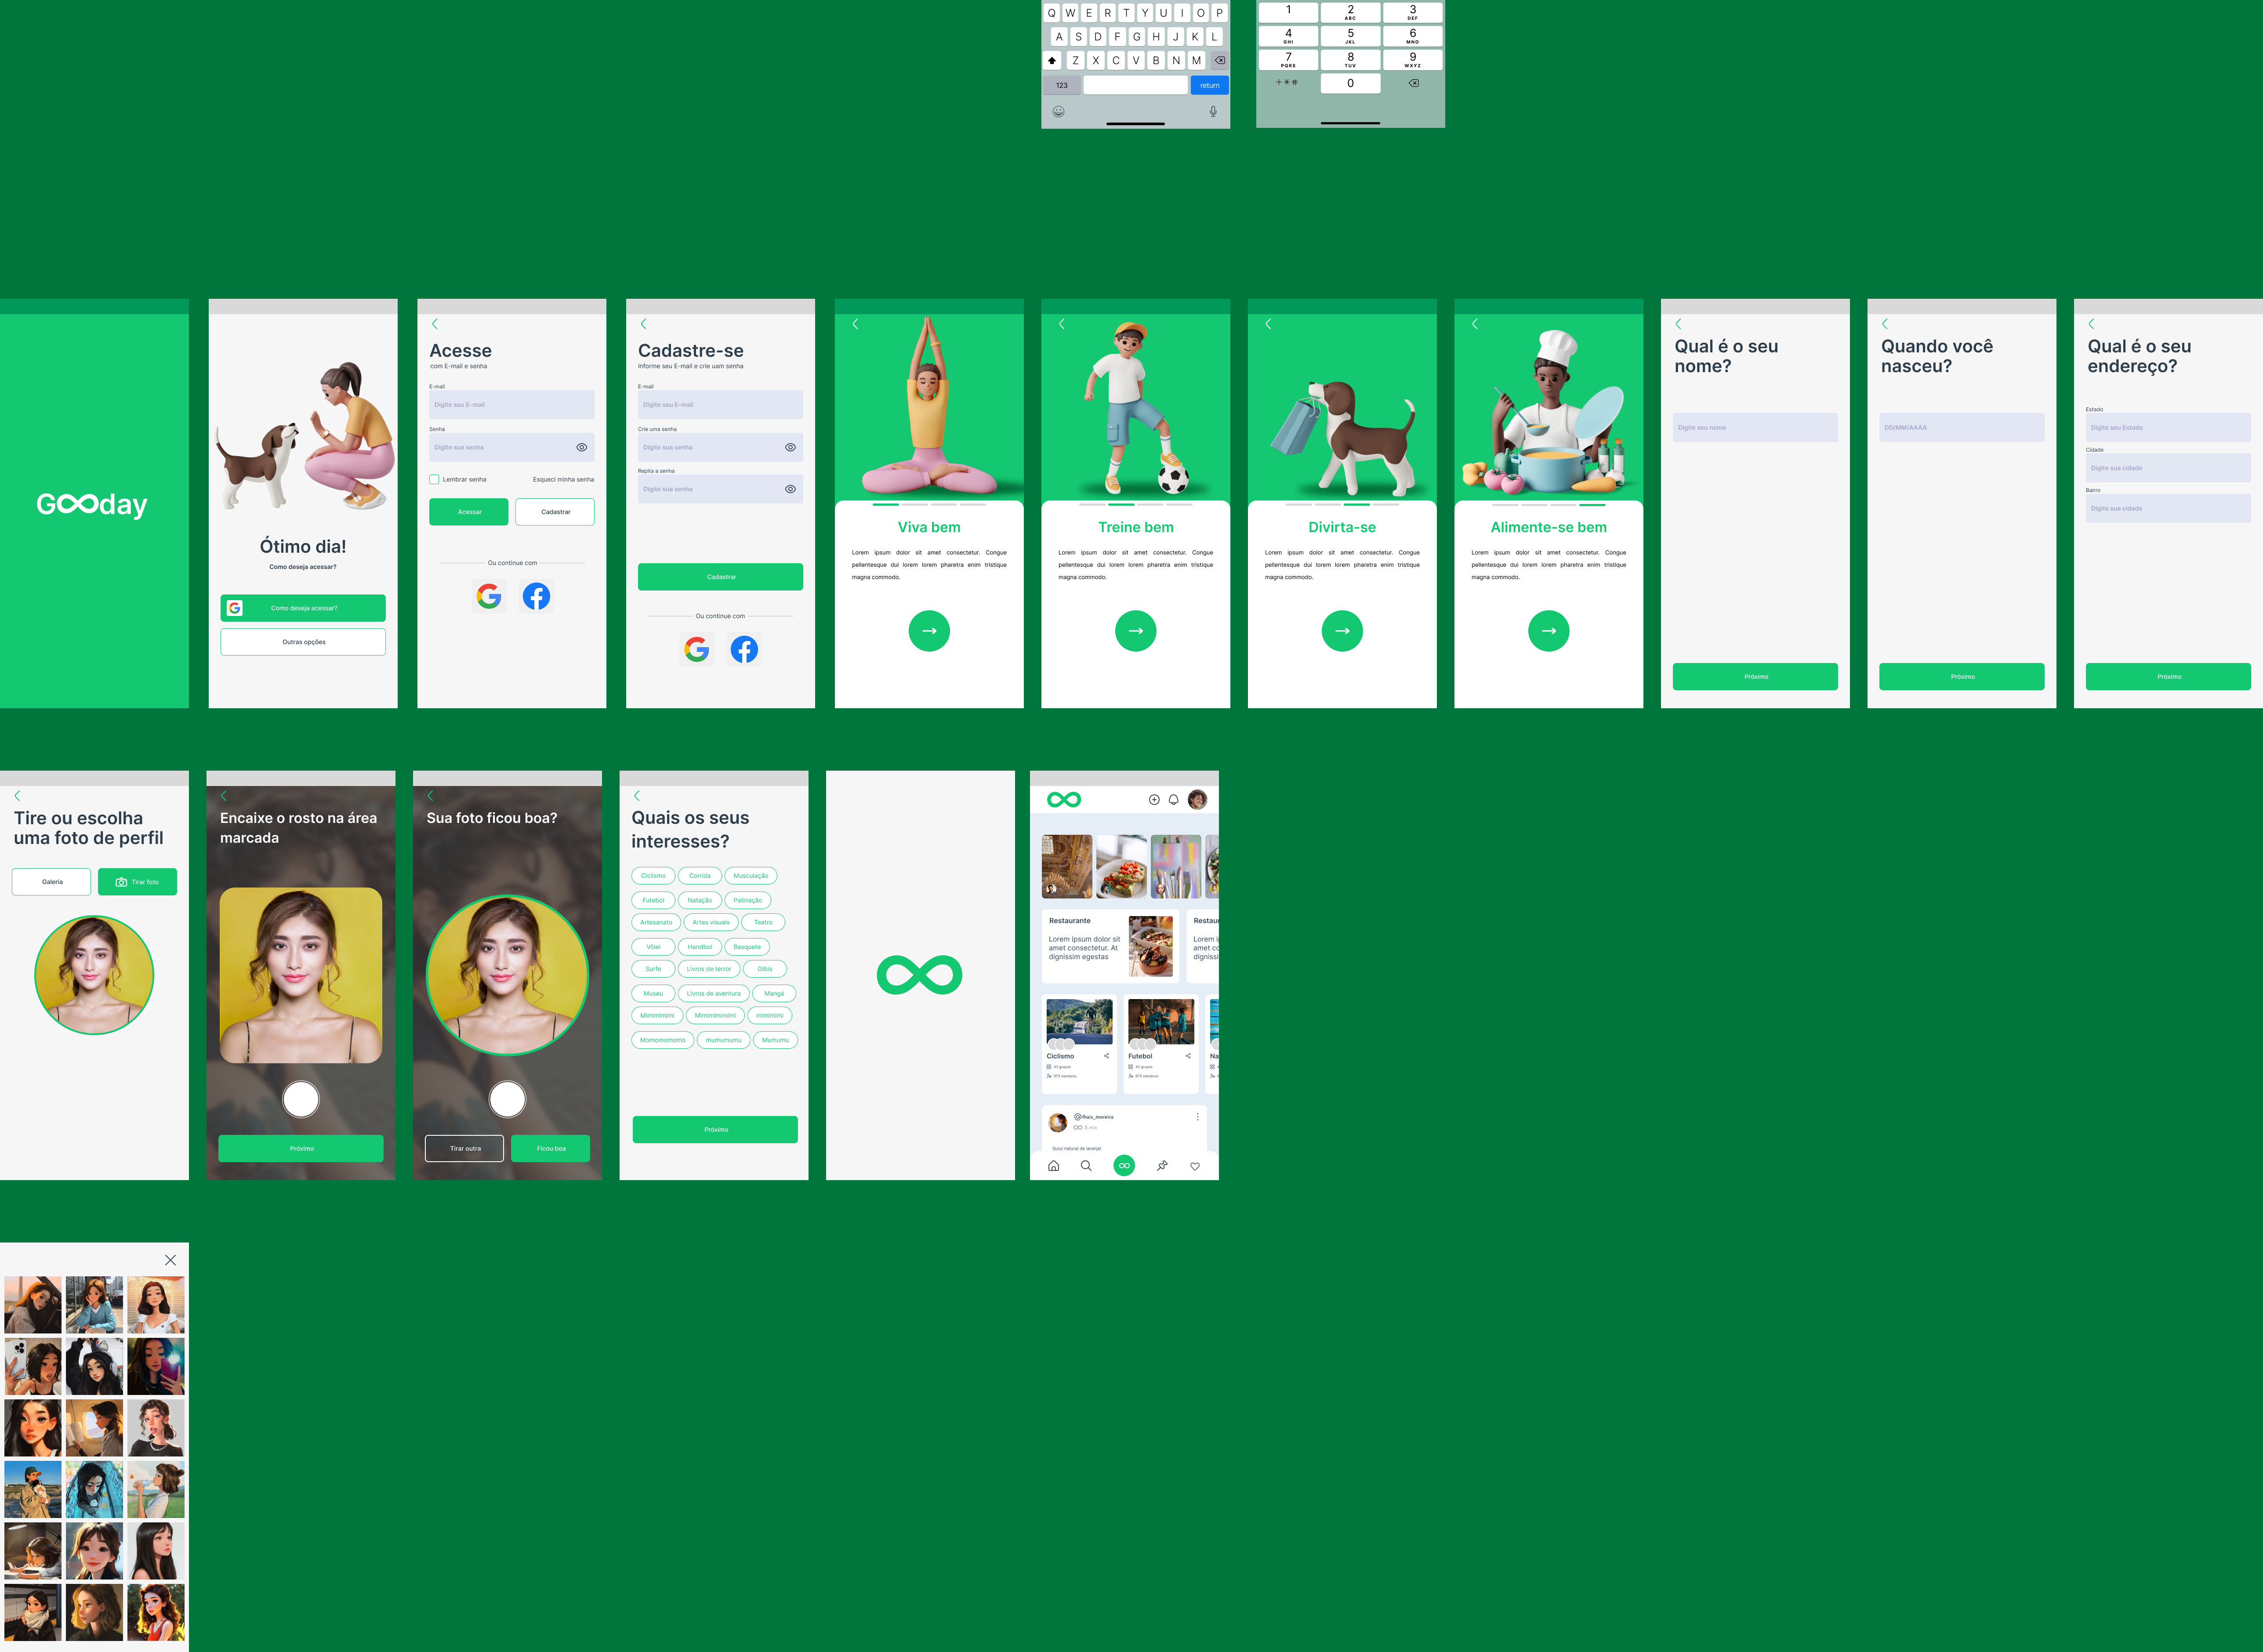 Q W E R T Y U I O P
A S D F G H J K L
Z X C V B N M
123 return
1 2 3
ABC DEF
4 5 6
GHI JKL MNO
7 8 9
PQRS TUV WXYZ
+*# 0
Gooday
Ótimo dia!
Como deseja acessar?
Como deseja acessar?
Outras opções
Acesse
com E-mail e senha
E-mail
Digite seu E-mail
Senha
Digite sua senha
Lembrar senha Esqueci minha senha
Acessar Cadastrar
Ou continue com
Cadastre-se
Informe seu E-mail e crie uam senha
E-mail
Digite seu E-mail
Crie uma senha
Digite sua senha
Repita a senha
Digite sua senha
Cadastrar
Ou continue com
Viva bem
Lorem ipsum dolor sit amet consectetur. Congue
pellentesque dui lorem lorem pharetra enim tristique
magna commodo.
Treine bem
Lorem ipsum dolor sit amet consectetur. Congue
pellentesque dui lorem lorem pharetra enim tristique
magna commodo.
Divirta-se
Lorem ipsum dolor sit amet consectetur. Congue
pellentesque dui lorem lorem pharetra enim tristique
magna commodo.
Alimente-se bem
Lorem ipsum dolor sit amet consectetur. Congue
pellentesque dui lorem lorem pharetra enim tristique
magna commodo.
Qual é o seu
nome?
Digite seu nome
Próximo
Quando você
nasceu?
DD/MM/AAAA
Próximo
Qual é o seu
endereço?
Estado
Digite seu Estado
Cidade
Digite sua cidade
Bairro
Digite sua cidade
Próximo
Tire ou escolha
uma foto de perfil
Galeria Tirar foto
Encaixe o rosto na área
marcada
Próximo
Sua foto ficou boa?
Tirar outra Ficou boa
Quais os seus
interesses?
Ciclismo Corrida Musculação
Futebol Natação Patinação
Artesanato Artes visuais Teatro
Vôlei Handbol Basquete
Surfe Livros de terror Gibis
Museu Livros de aventura Mangá
Mimimimimi Mimimimimimi mimimimi
Momomomomo mumumumu Mumumu
Próximo
Restaurante
Lorem ipsum dolor sit
amet consectetur. At
dignissim egestas
Restau
Lorem i
amet co
digniss
Ciclismo
43 grupos
973 membros
Futebol
43 grupos
973 membros
Na
@thais_moreira
5 min
Suco natural de laranja!